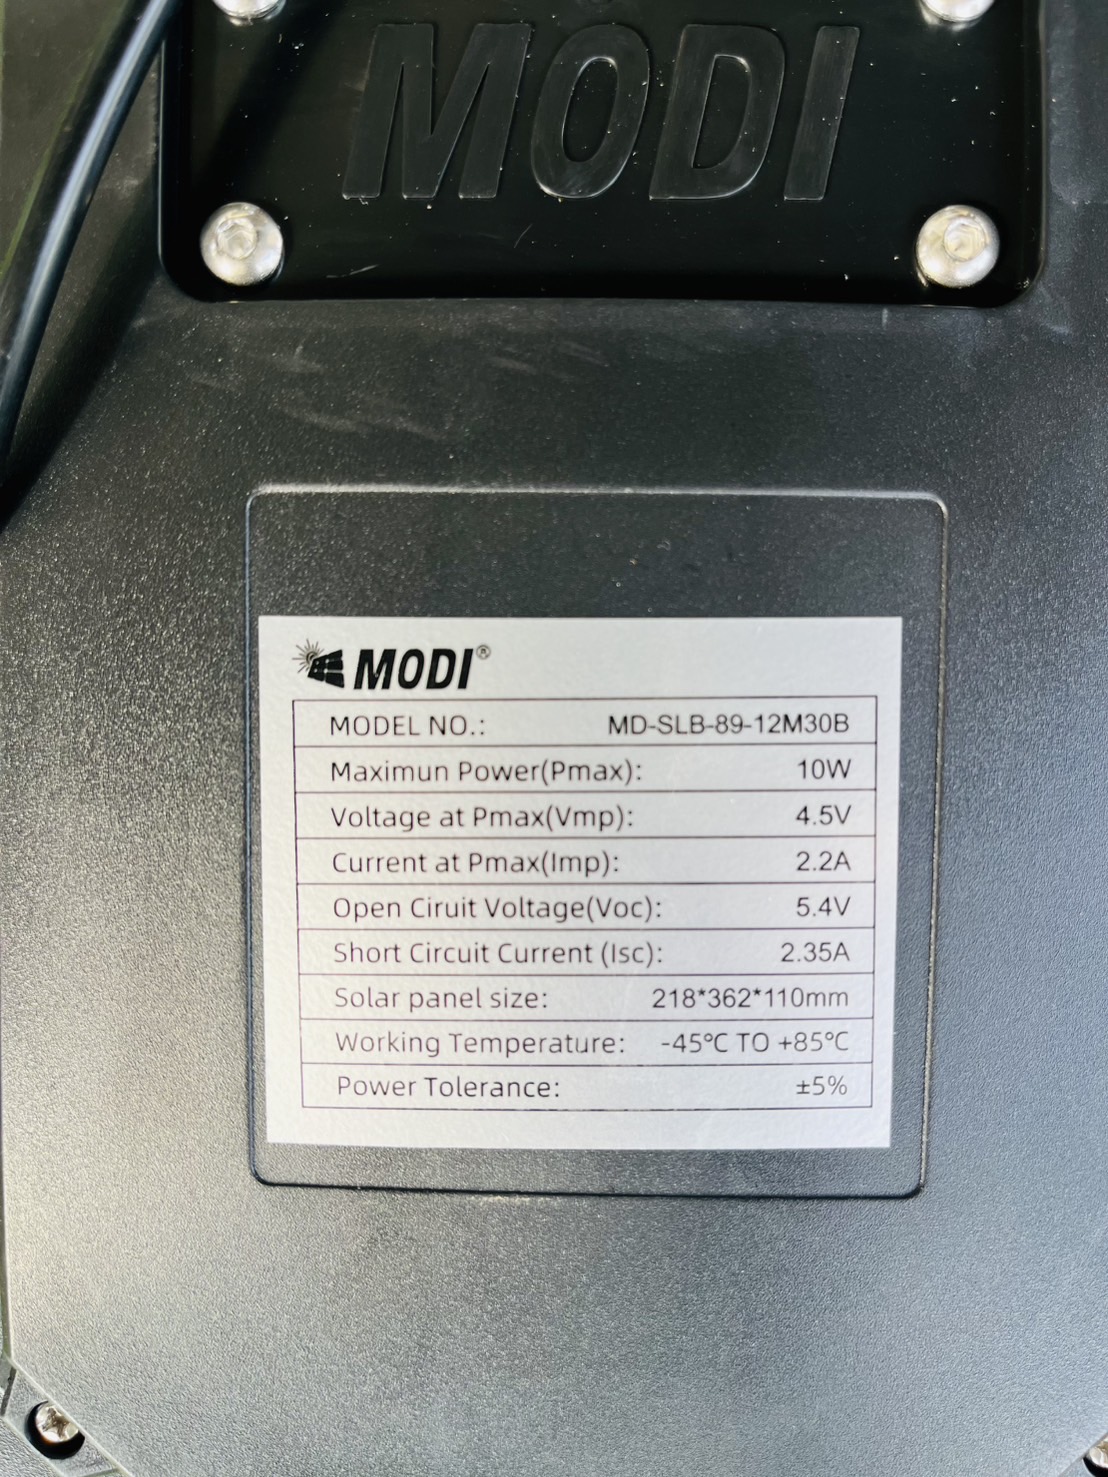 MODI
MODI®
MODEL NO.: MD-SLB-89-12M30B
Maximun Power(Pmax): 10W
Voltage at Pmax(Vmp): 4.5V
Current at Pmax(Imp): 2.2A
Open Ciruit Voltage(Voc): 5.4V
Short Circuit Current (Isc): 2.35A
Solar panel size: 218*362*110mm
Working Temperature: -45℃ TO +85℃
Power Tolerance: ±5%